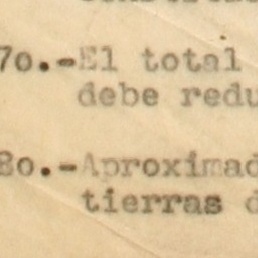 7o.-El total
debe redu
8o.-Aproximad
tierras d